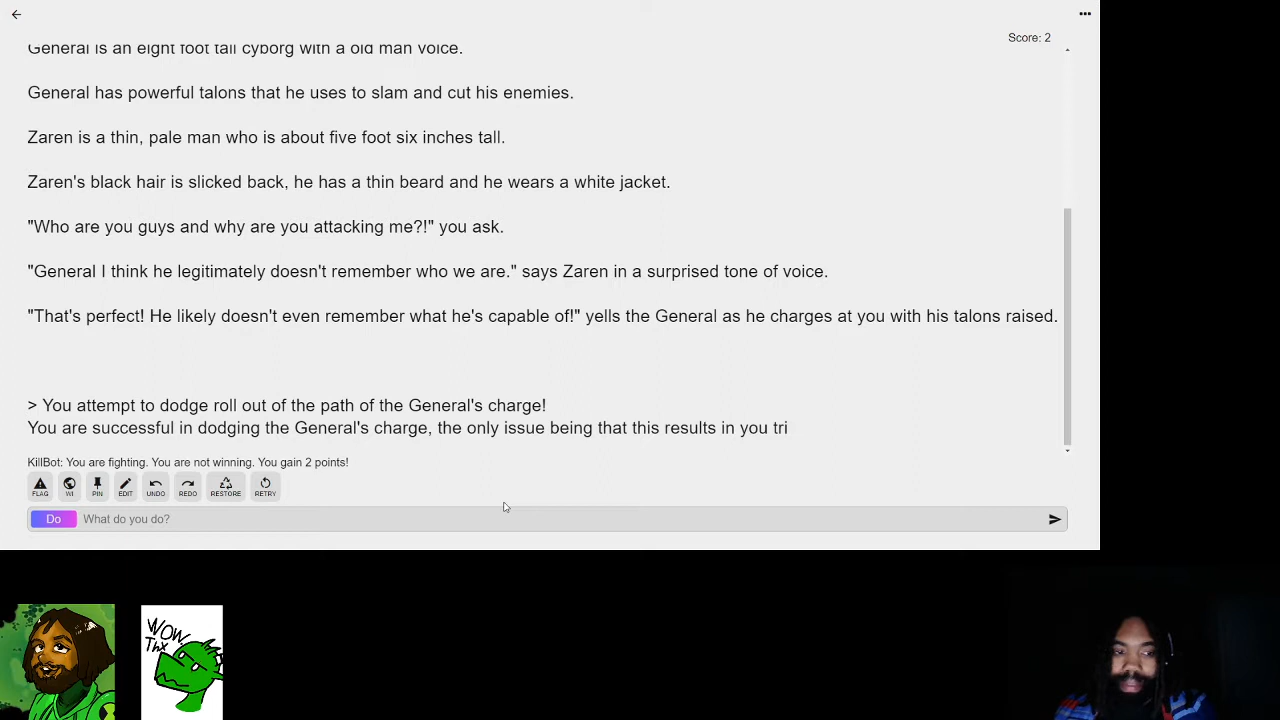 Score: 2
General is an eight foot tall cyborg with a old man voice.
General has powerful talons that he uses to slam and cut his enemies.
Zaren is a thin, pale man who is about five foot six inches tall.
Zaren's black hair is slicked back, he has a thin beard and he wears a white jacket.
"Who are you guys and why are you attacking me?!" you ask.
"General I think he legitimately doesn't remember who we are." says Zaren in a surprised tone of voice.
"That's perfect! He likely doesn't even remember what he's capable of!" yells the General as he charges at you with his talons raised.
> You attempt to dodge roll out of the path of the General's charge!
You are successful in dodging the General's charge, the only issue being that this results in you tri
KillBot: You are fighting. You are not winning. You gain 2 points!
FLAG WI PIN EDIT UNDO REDO RESTORE RETRY
Do What do you do?
WOW
Thx